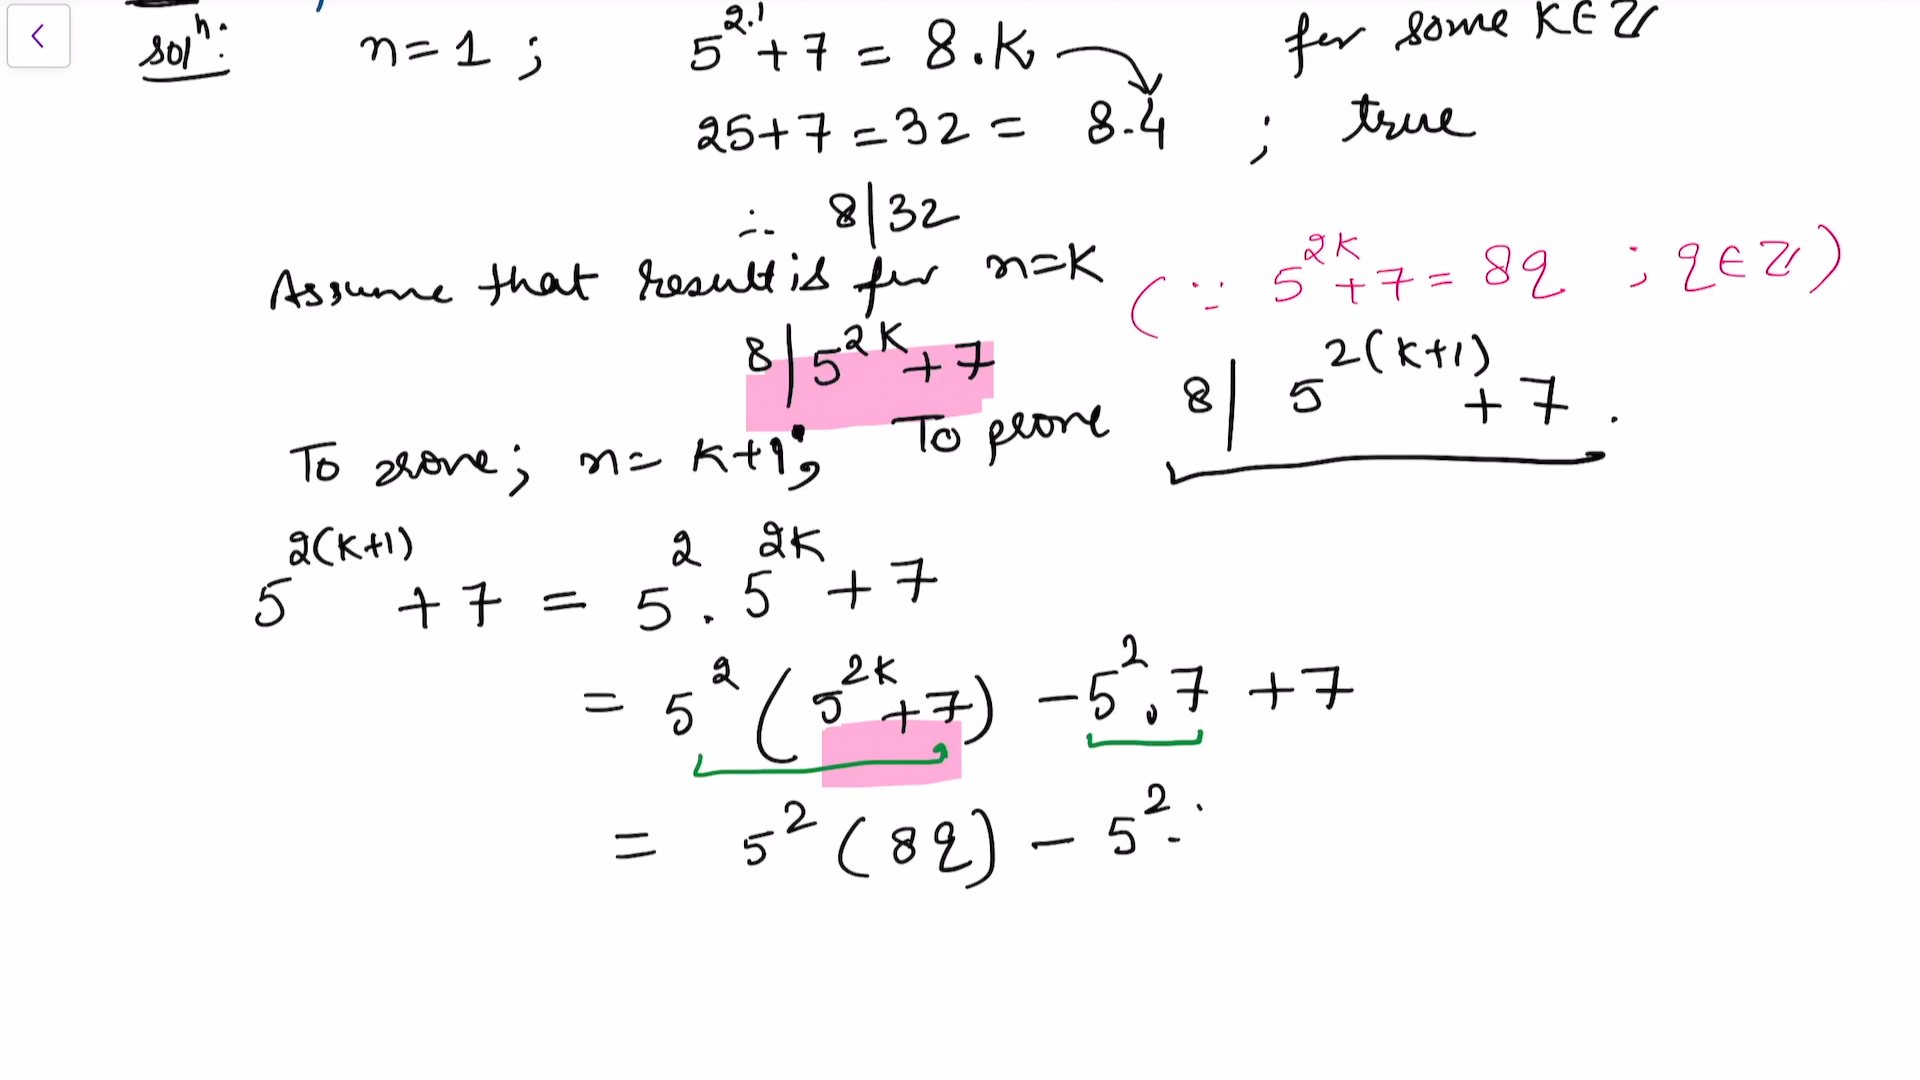 solⁿ: n=1 ; 5^{2.1}+7 = 8.K for some K∈ℤ
25+7=32= 8.4 ; true
∴ 8|32
Assume that result is for n=K (∵ 5^{2K}+7=8q ; q∈ℤ)
8|5^{2K}+7
To prove; n= K+1; To prove 8| 5^{2(K+1)}+7.
5^{2(K+1)}+7 = 5^2.5^{2K}+7
= 5^2(5^{2K}+7) -5^2.7 +7
= 5^2(8q) - 5^2.